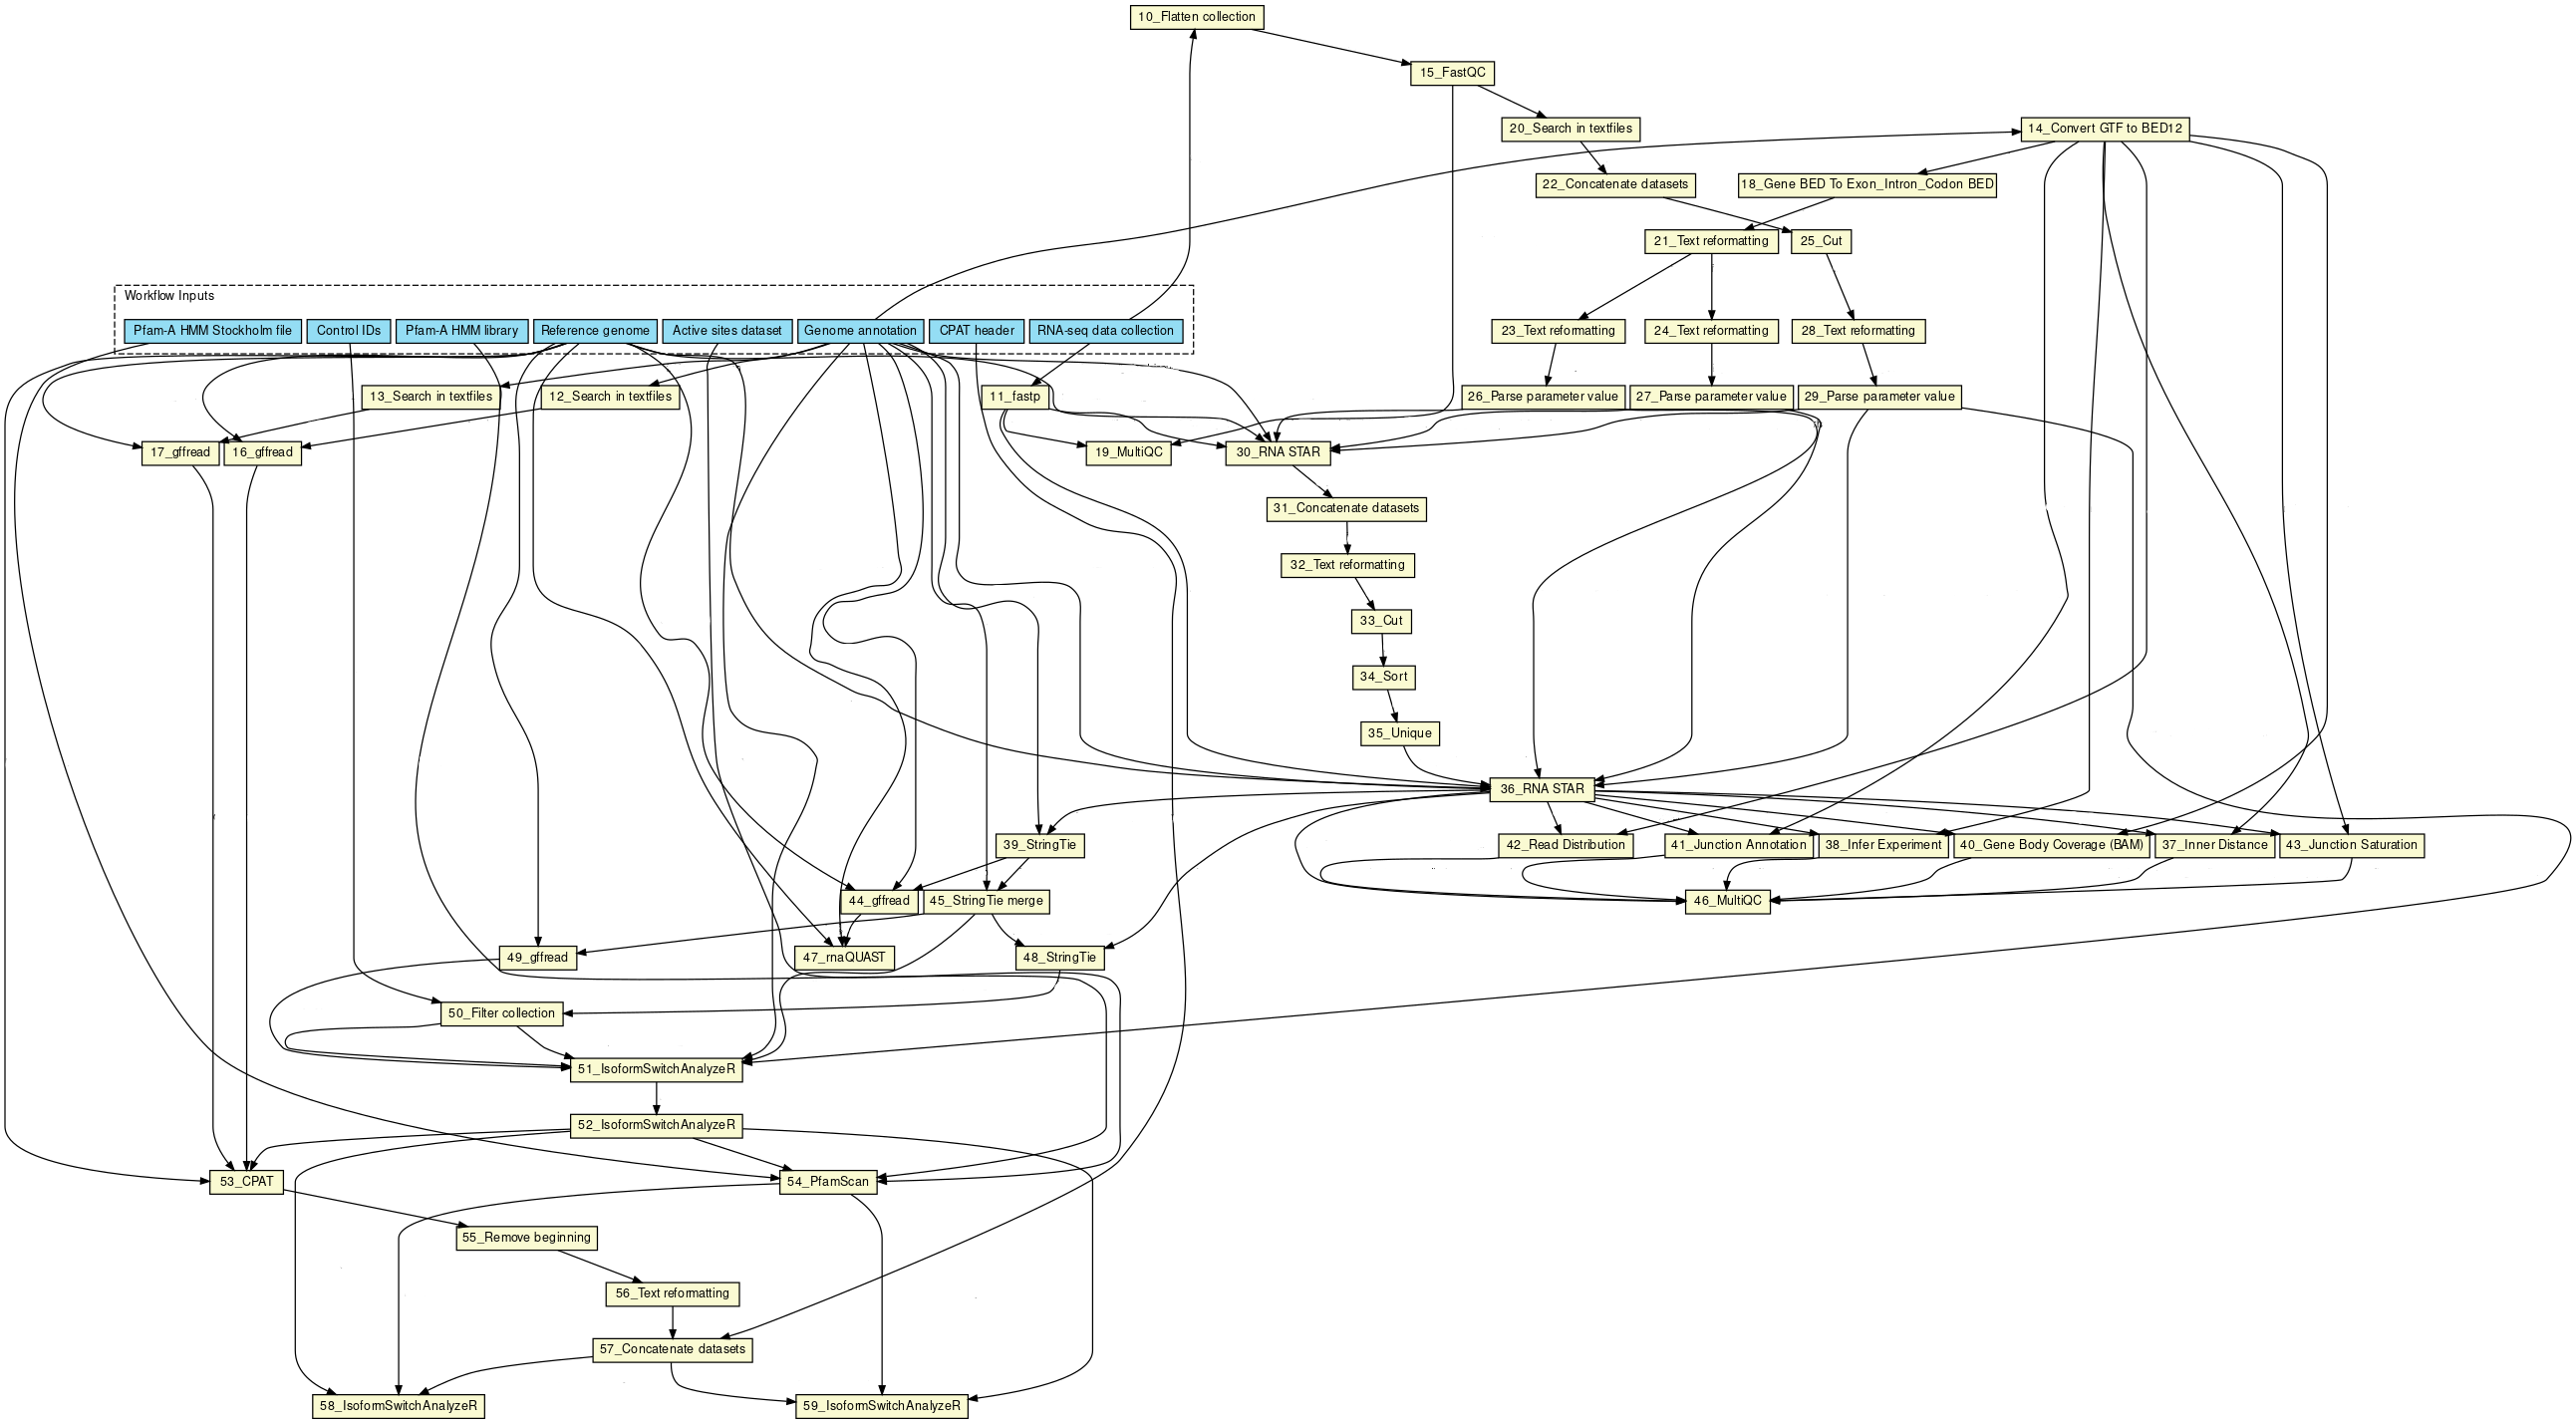 10_Flatten collection
15_FastQC
20_Search in textfiles
14_Convert GTF to BED12
22_Concatenate datasets
18_Gene BED To Exon_Intron_Codon BED
21_Text reformatting
25_Cut
Workflow Inputs
Pfam-A HMM Stockholm file
Control IDs
Pfam-A HMM library
Reference genome
Active sites dataset
Genome annotation
CPAT header
RNA-seq data collection
23_Text reformatting
24_Text reformatting
28_Text reformatting
13_Search in textfiles
12_Search in textfiles
11_fastp
26_Parse parameter value
27_Parse parameter value
29_Parse parameter value
17_gffread
16_gffread
19_MultiQC
30_RNA STAR
31_Concatenate datasets
32_Text reformatting
33_Cut
34_Sort
35_Unique
36_RNA STAR
39_StringTie
42_Read Distribution
41_Junction Annotation
38_Infer Experiment
40_Gene Body Coverage (BAM)
37_Inner Distance
43_Junction Saturation
44_gffread
45_StringTie merge
46_MultiQC
49_gffread
47_rnaQUAST
48_StringTie
50_Filter collection
51_IsoformSwitchAnalyzeR
52_IsoformSwitchAnalyzeR
53_CPAT
54_PfamScan
55_Remove beginning
56_Text reformatting
57_Concatenate datasets
58_IsoformSwitchAnalyzeR
59_IsoformSwitchAnalyzeR